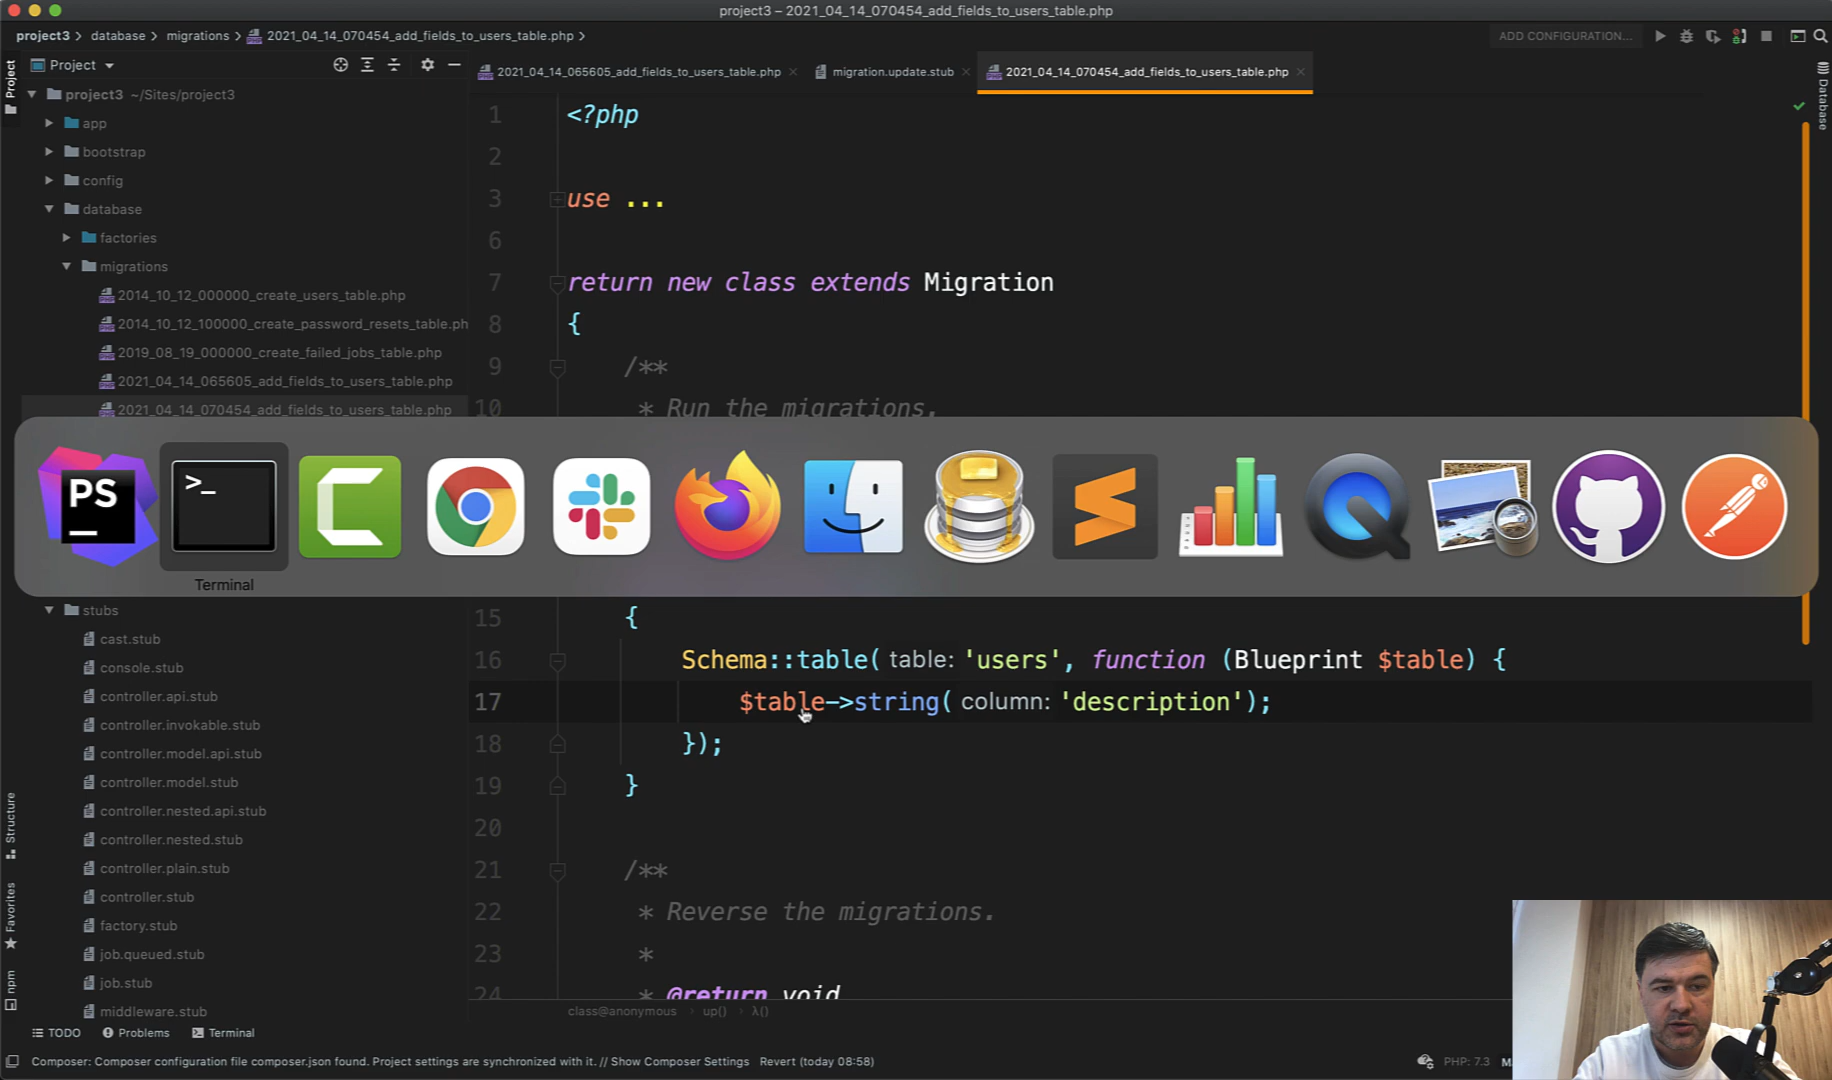 project3 – 2021_04_14_070454_add_fields_to_users_table.php
project3 > database > migrations > 2021_04_14_070454_add_fields_to_users_table.php >
ADD CONFIGURATION...
Project
Project
2021_04_14_065605_add_fields_to_users_table.php
migration.update.stub
2021_04_14_070454_add_fields_to_users_table.php
Database
project3 ~/Sites/project3
app
bootstrap
config
database
factories
migrations
2014_10_12_000000_create_users_table.php
2014_10_12_100000_create_password_resets_table.ph
2019_08_19_000000_create_failed_jobs_table.php
2021_04_14_065605_add_fields_to_users_table.php
2021_04_14_070454_add_fields_to_users_table.php
1 <?php
2
3 use ...
6
7 return new class extends Migration
8 {
9 /**
10 * Run the migrations.
PS
>_
Terminal
stubs
cast.stub
console.stub
controller.api.stub
controller.invokable.stub
controller.model.api.stub
controller.model.stub
controller.nested.api.stub
controller.nested.stub
controller.plain.stub
controller.stub
factory.stub
job.queued.stub
job.stub
middleware.stub
15 {
16 Schema::table( table: 'users', function (Blueprint $table) {
17 $table->string( column: 'description');
18 });
19 }
20
21 /**
22 * Reverse the migrations.
23 *
24 * @return void
class@anonymous > up() > λ()
Structure
Favorites
npm
TODO
Problems
Terminal
Composer: Composer configuration file composer.json found. Project settings are synchronized with it. // Show Composer Settings Revert (today 08:58)
PHP: 7.3